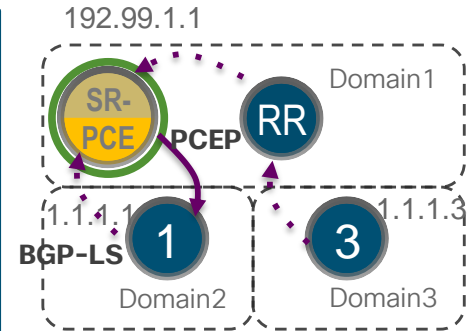 192.99.1.1
Domain1
SR-
PCE
PCEP
RR
1.1.1.1
1.1.1.3
BGP-LS
1
3
Domain2
Domain3